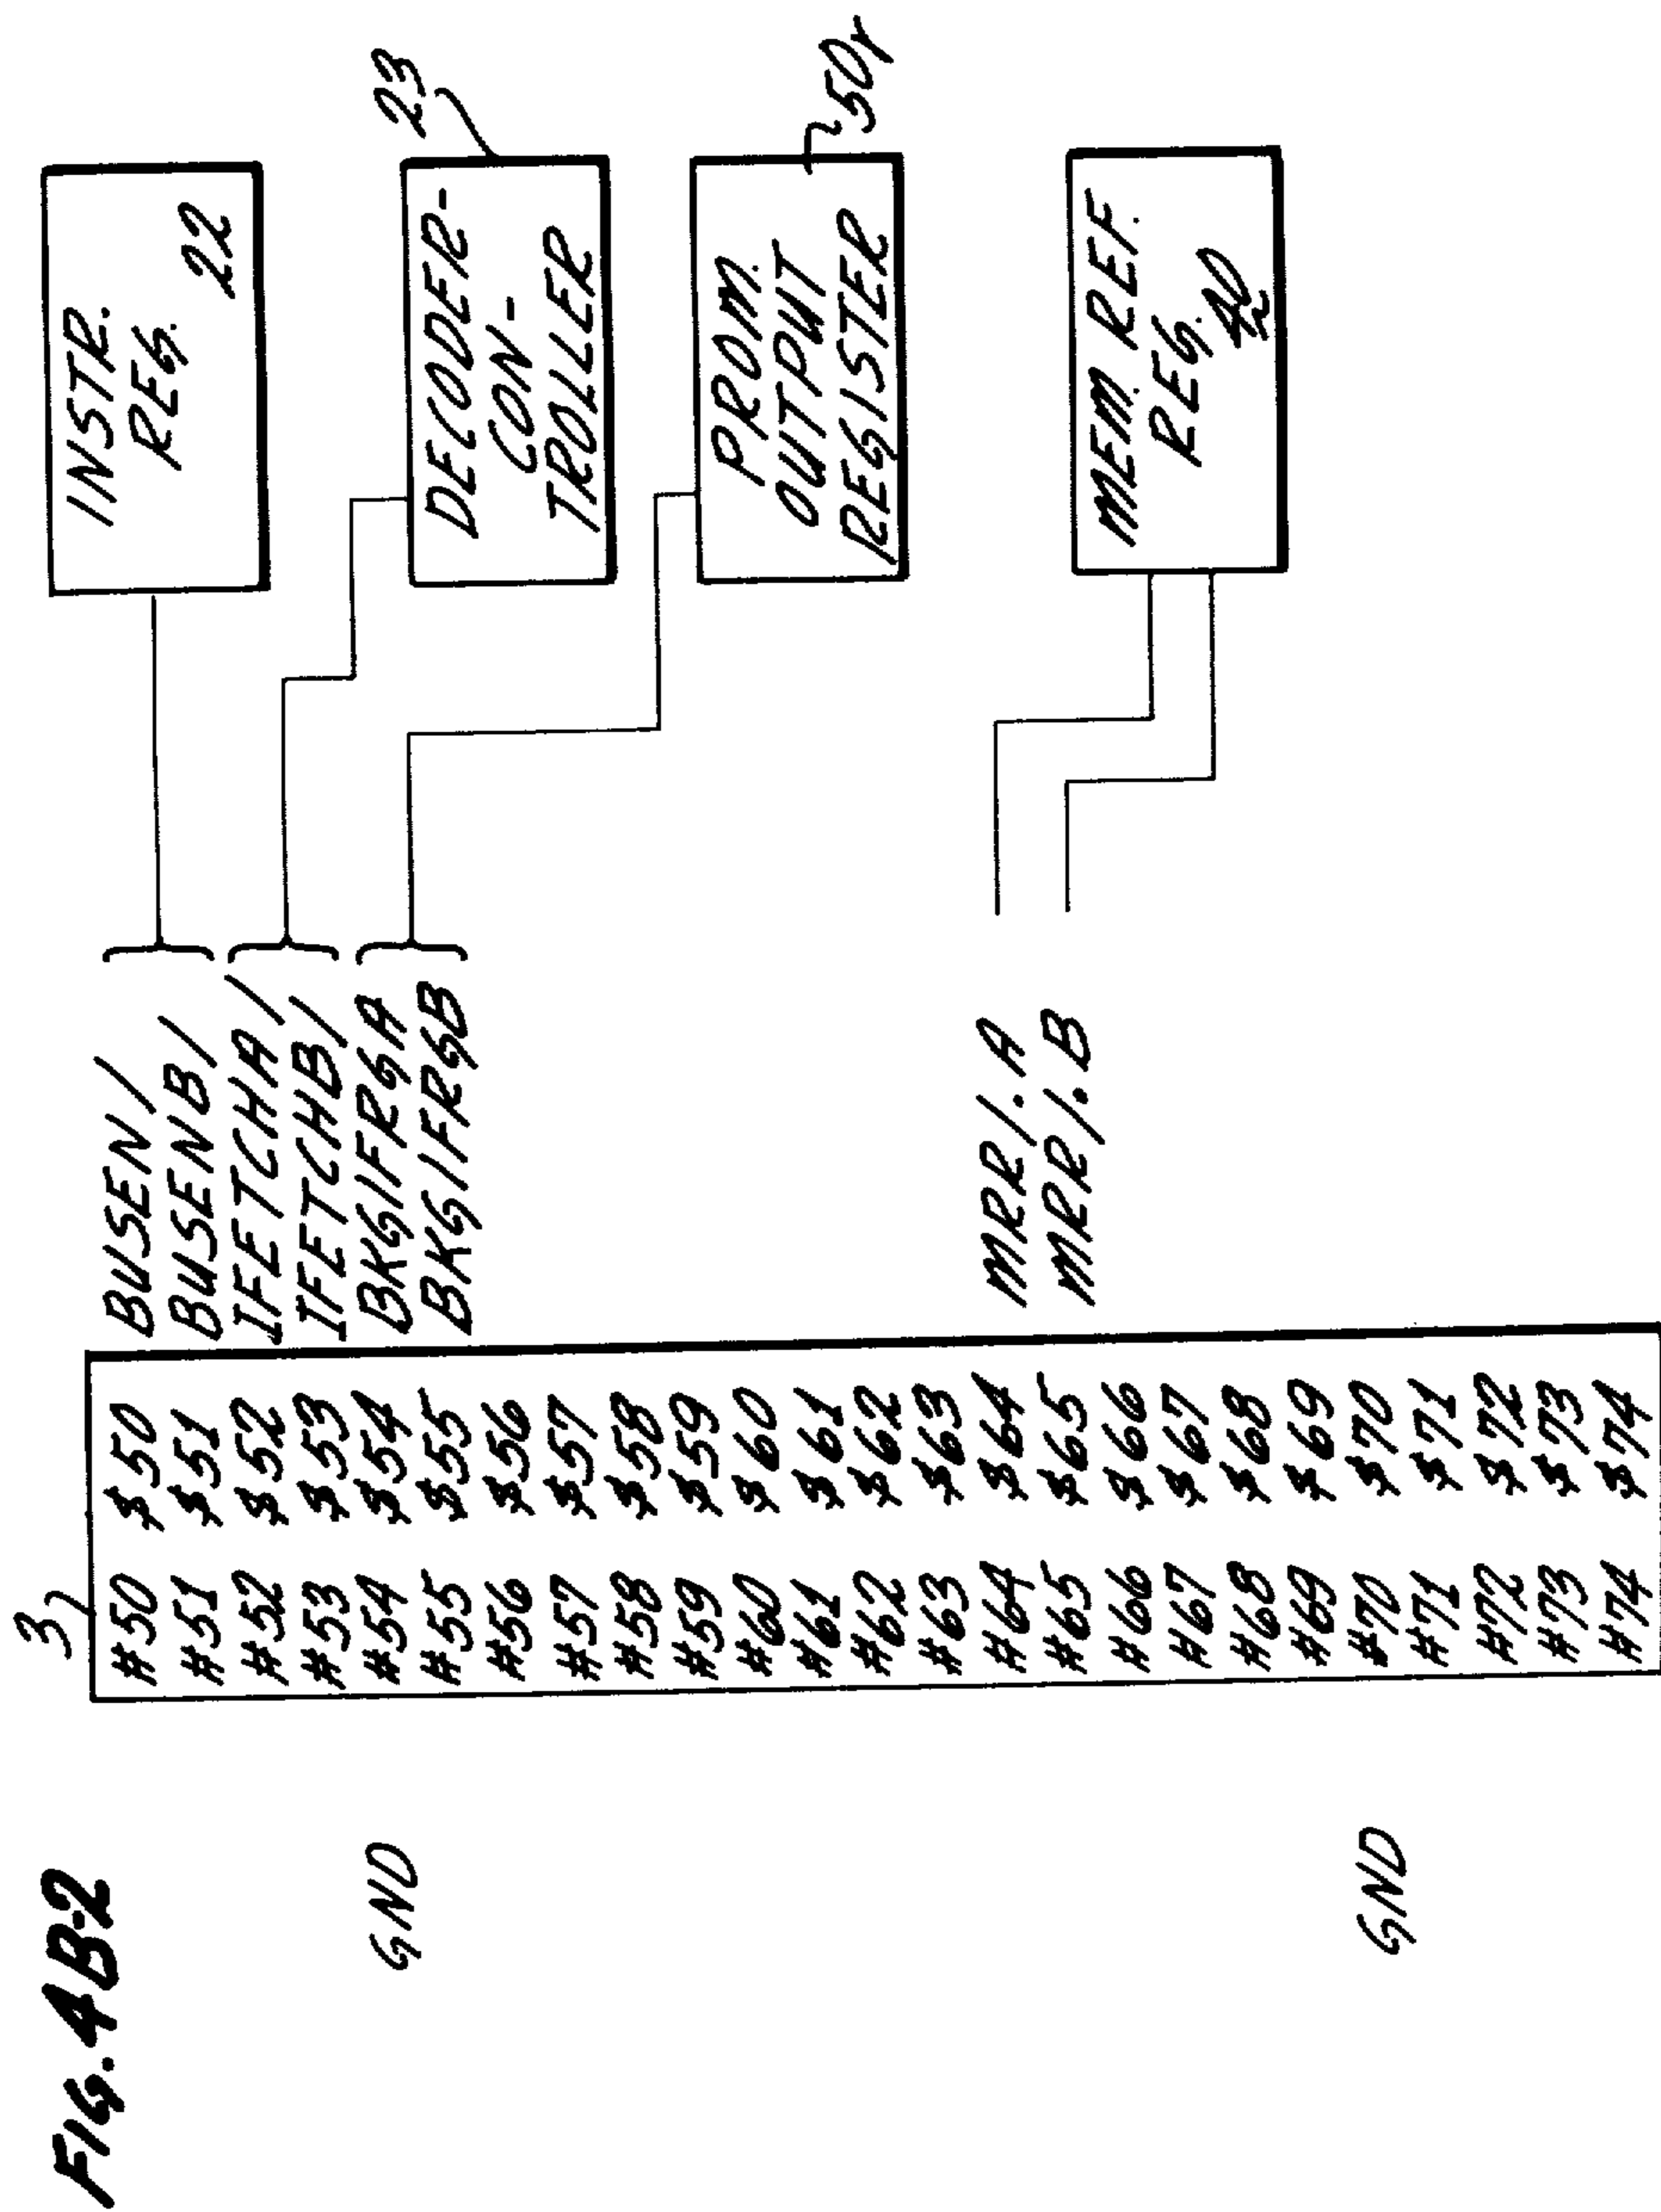 FIG. 4B-2
3
GND
GND
#50 $50 BUSEN/
#51 $51 BUSENB/
#52 $52 IFETCHA/
#53 $53 IFETCHB/
#54 $54 BKGIFRGA
#55 $55 BKGIFRGB
#56 $56
#57 $57
#58 $58
#59 $59
#60 $60
#61 $61
#62 $62
#63 $63
#64 $64 MRR/.A
#65 $65 MRR/.B
#66 $66
#67 $67
#68 $68
#69 $69
#70 $70
#71 $71
#72 $72
#73 $73
#74 $74
INSTR.
REG.
22
DECODER-
CON-
TROLLER
23
PROM.
OUTPUT
REGISTER
50r
MEM. REF.
REG.
40